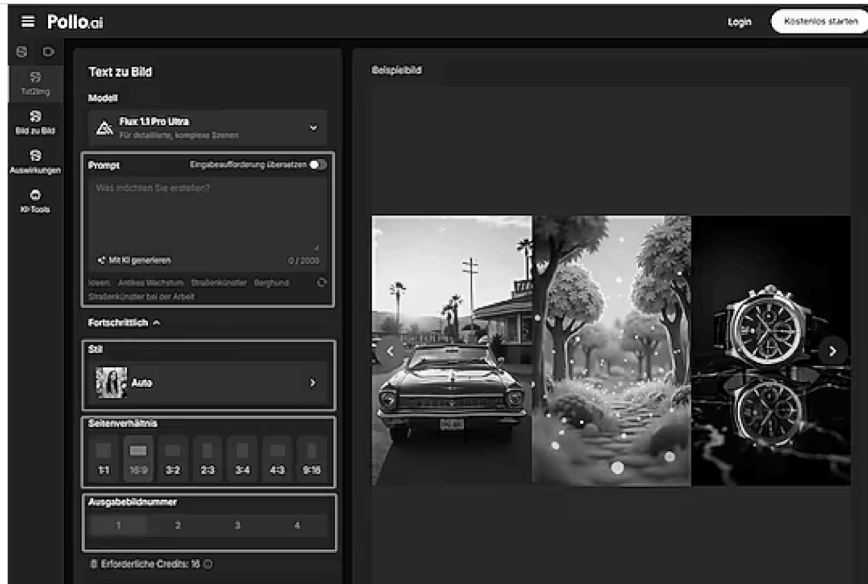 Pollo.ai
Login
Kostenlos starten
Txt2Img
Bild zu Bild
Auswirkungen
KI-Tools
Text zu Bild
Modell
Flux 1.1 Pro Ultra
Für detaillierte, komplexe Szenen
Prompt
Eingabeaufforderung übersetzen
Was möchten Sie erstellen?
Mit KI generieren
0 / 2000
Ideen: Antikes Wachstum Straßenkünstler Berghund
Straßenkünstler bei der Arbeit
Fortschrittlich
Stil
Auto
Seitenverhältnis
1:1 16:9 3:2 2:3 3:4 4:3 9:16
Ausgabebildnummer
1 2 3 4
Erforderliche Credits: 16
Beispielbild